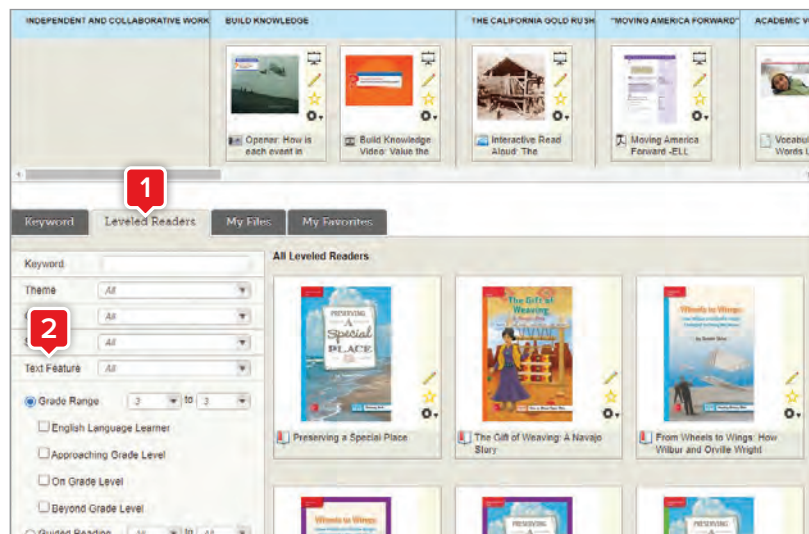 INDEPENDENT AND COLLABORATIVE WORK
BUILD KNOWLEDGE
THE CALIFORNIA GOLD RUSH
"MOVING AMERICA FORWARD"
ACADEMIC V
Opener: How is
each event in
Build Knowledge
Video: Value the
Interactive Read
Aloud: The
Moving America
Forward -ELL
Vocabul
Words L
1
Keyword
Leveled Readers
My Files
My Favorites
Keyword
All Leveled Readers
Theme All
All
2
All
Text Feature All
Grade Range 3 to 3
English Language Learner
Approaching Grade Level
On Grade Level
Beyond Grade Level
Guided Reading All to All
PRESERVING
A
Special
PLACE
Preserving a Special Place
The Gift of
Weaving
The Gift of Weaving: A Navajo
Story
Wheels to Wings
From Wheels to Wings: How
Wilbur and Orville Wright
Wheels to Wings
PRESERVING
A
PRESERVING
A